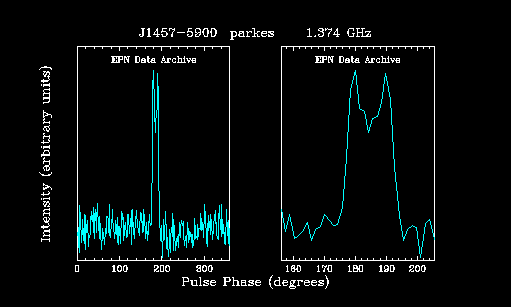 J1457-590D parkes 1.374 GHz
EPN Data Archive EPN Data Archive
Intensity (arbitrary units)
0 100 200 300 160 170 180 190 200
Pulse Phase (degrees)